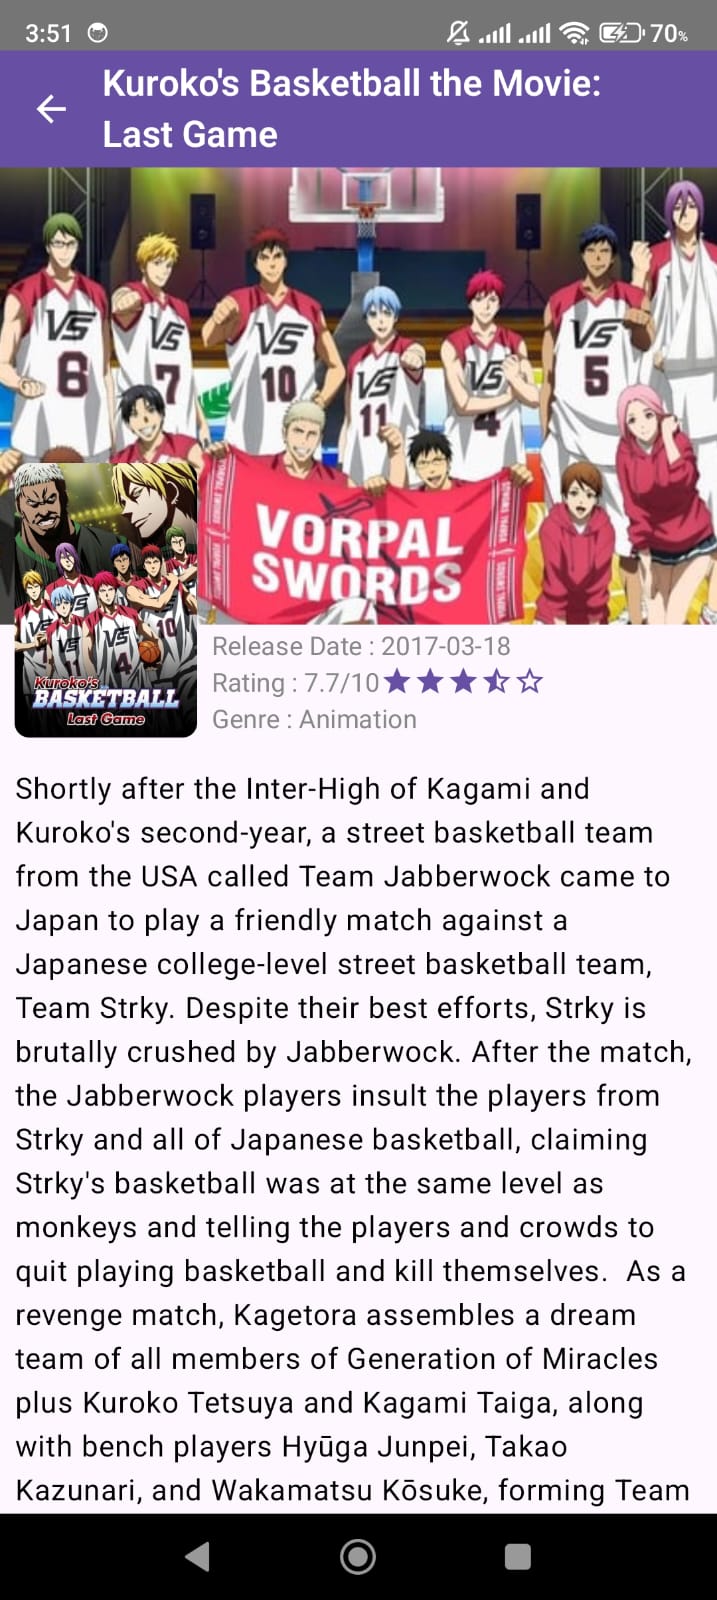 3:51
70%
Kuroko's Basketball the Movie:
Last Game
VS
6
VS
7
VS
10
VS
11
VS
4
VS
5
VORPAL
SWORDS
VS
VS
VS
10
4
Kuroko's
BASKETBALL
Last Game
Release Date : 2017-03-18
Rating : 7.7/10
Genre : Animation
Shortly after the Inter-High of Kagami and
Kuroko's second-year, a street basketball team
from the USA called Team Jabberwock came to
Japan to play a friendly match against a
Japanese college-level street basketball team,
Team Strky. Despite their best efforts, Strky is
brutally crushed by Jabberwock. After the match,
the Jabberwock players insult the players from
Strky and all of Japanese basketball, claiming
Strky's basketball was at the same level as
monkeys and telling the players and crowds to
quit playing basketball and kill themselves.  As a
revenge match, Kagetora assembles a dream
team of all members of Generation of Miracles
plus Kuroko Tetsuya and Kagami Taiga, along
with bench players Hyūga Junpei, Takao
Kazunari, and Wakamatsu Kōsuke, forming Team